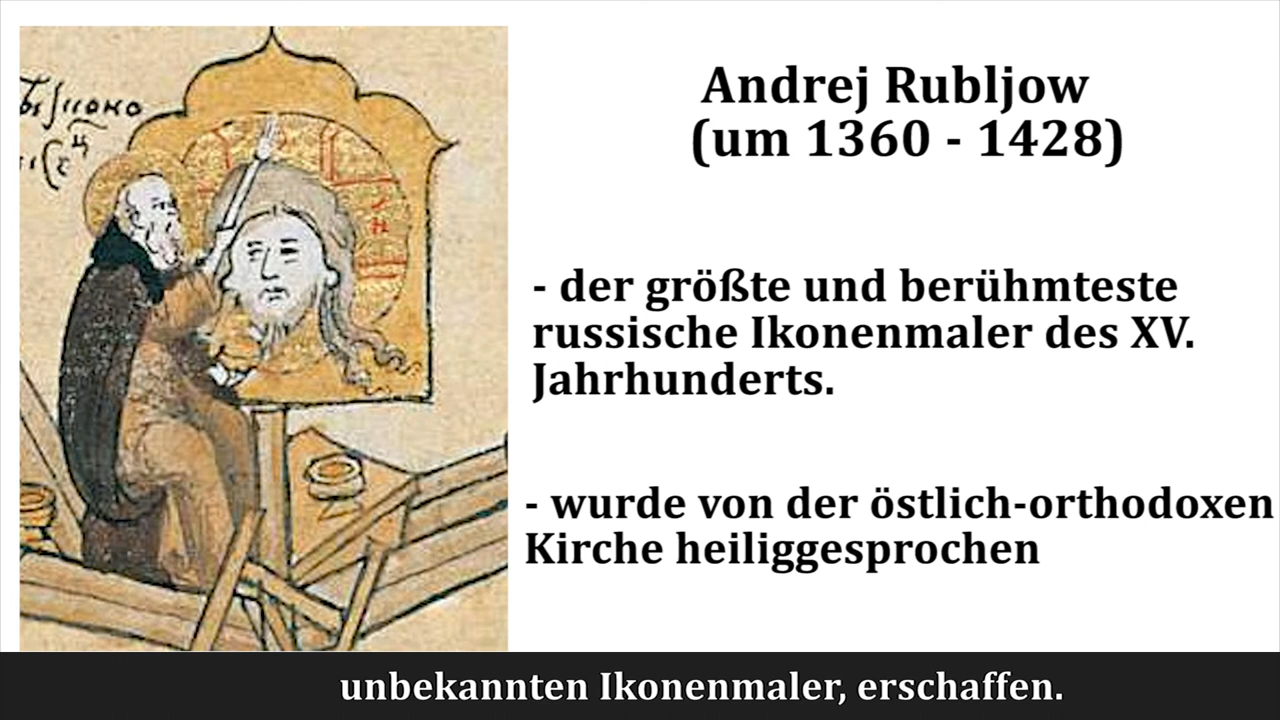 Andrej Rubljow
(um 1360 - 1428)
- der größte und berühmteste
russische Ikonenmaler des XV.
Jahrhunderts.
- wurde von der östlich-orthodoxen
Kirche heiliggesprochen
unbekannten Ikonenmaler, erschaffen.